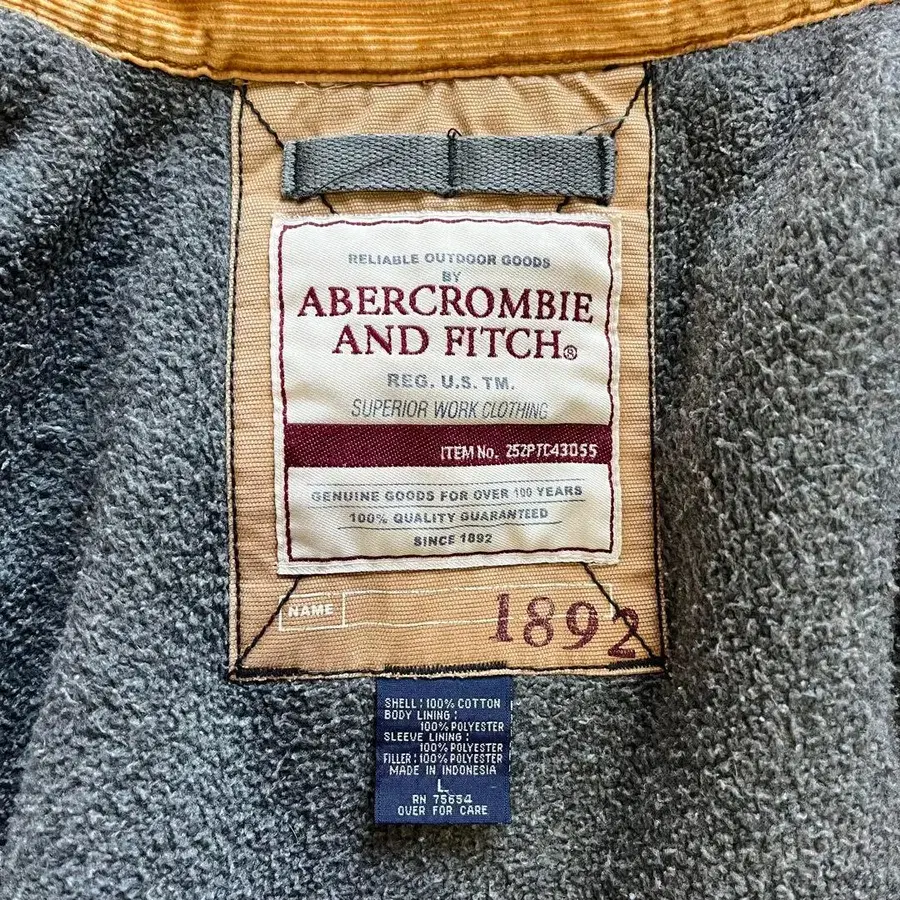 RELIABLE OUTDOOR GOODS
BY
ABERCROMBIE
AND FITCH®
REG. U.S. TM.
SUPERIOR WORK CLOTHING
ITEM No. 252PTC43055
GENUINE GOODS FOR OVER 100 YEARS
100% QUALITY GUARANTEED
SINCE 1892
NAME
1892
SHELL: 100% COTTON
BODY LINING:
100% POLYESTER
SLEEVE LINING:
100% POLYESTER
FILLER: 100% POLYESTER
MADE IN INDONESIA
L
RN 75654
OVER FOR CARE